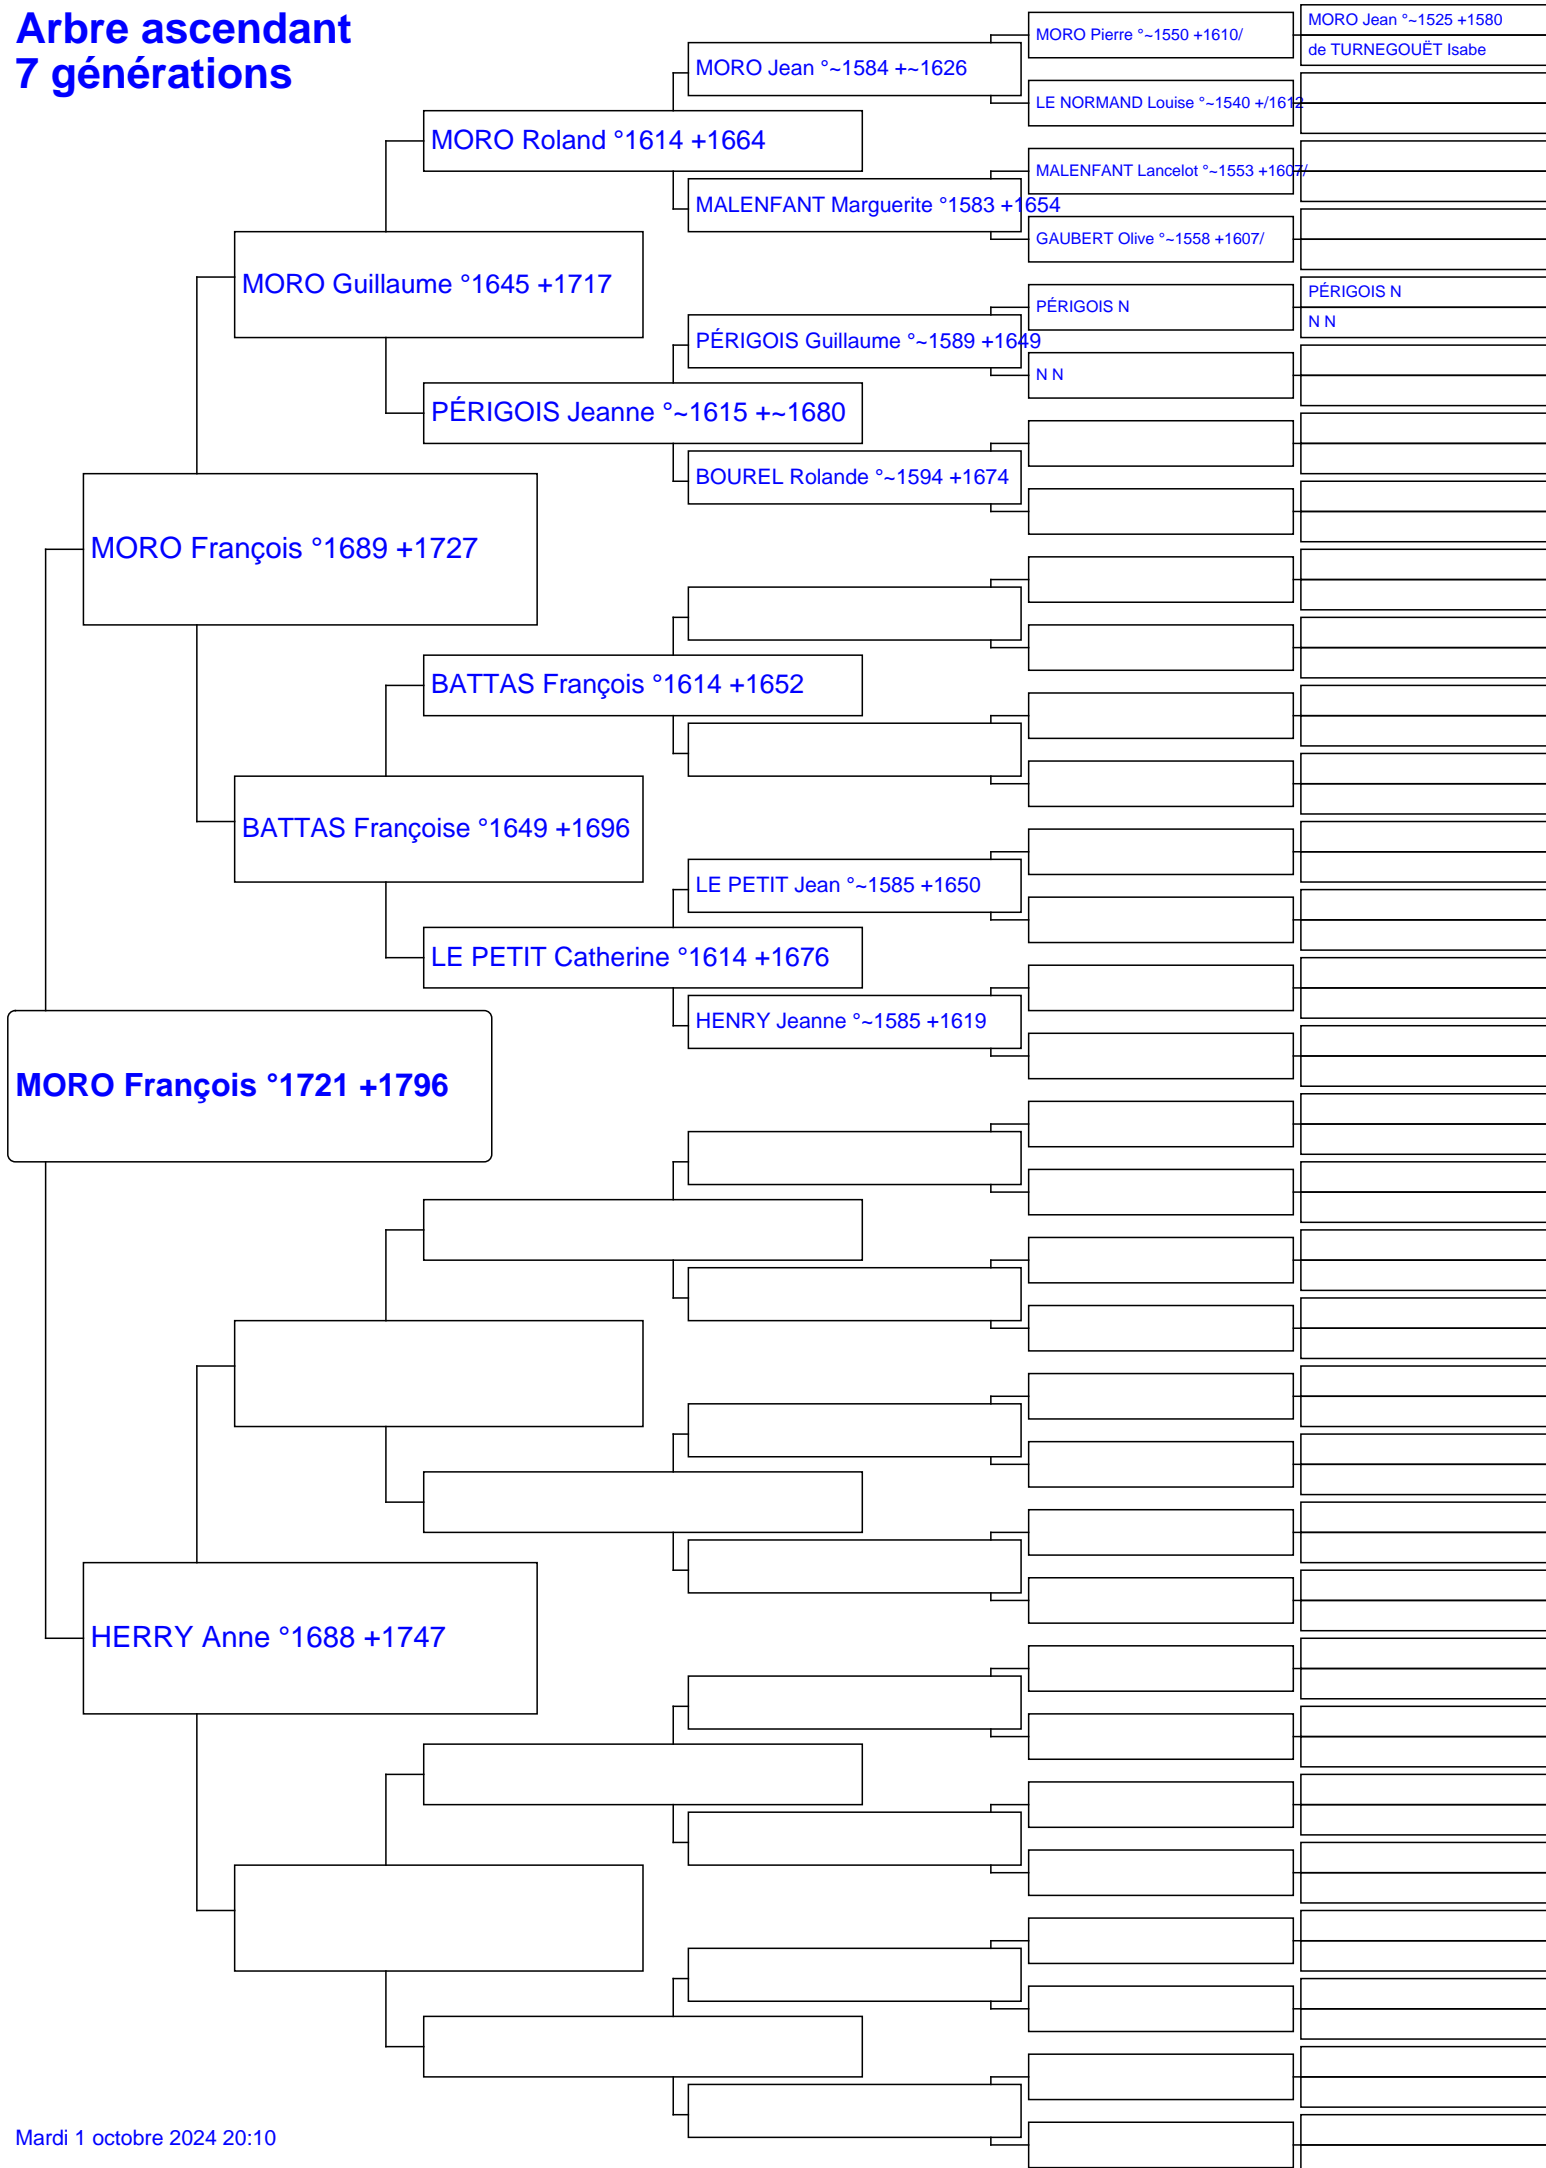 Arbre ascendant
7 générations
MORO François °1721 +1796
MORO François °1689 +1727
HERRY Anne °1688 +1747
MORO Guillaume °1645 +1717
BATTAS Françoise °1649 +1696
MORO Roland °1614 +1664
PÉRIGOIS Jeanne °~1615 +~1680
BATTAS François °1614 +1652
LE PETIT Catherine °1614 +1676
MORO Jean °~1584 +~1626
MALENFANT Marguerite °1583 +1654
PÉRIGOIS Guillaume °~1589 +1649
BOUREL Rolande °~1594 +1674
LE PETIT Jean °~1585 +1650
HENRY Jeanne °~1585 +1619
MORO Pierre °~1550 +1610/
LE NORMAND Louise °~1540 +/1612
MALENFANT Lancelot °~1553 +1607/
GAUBERT Olive °~1558 +1607/
PÉRIGOIS N
N N
MORO Jean °~1525 +1580
de TURNEGOUËT Isabe
PÉRIGOIS N
N N
Mardi 1 octobre 2024 20:10